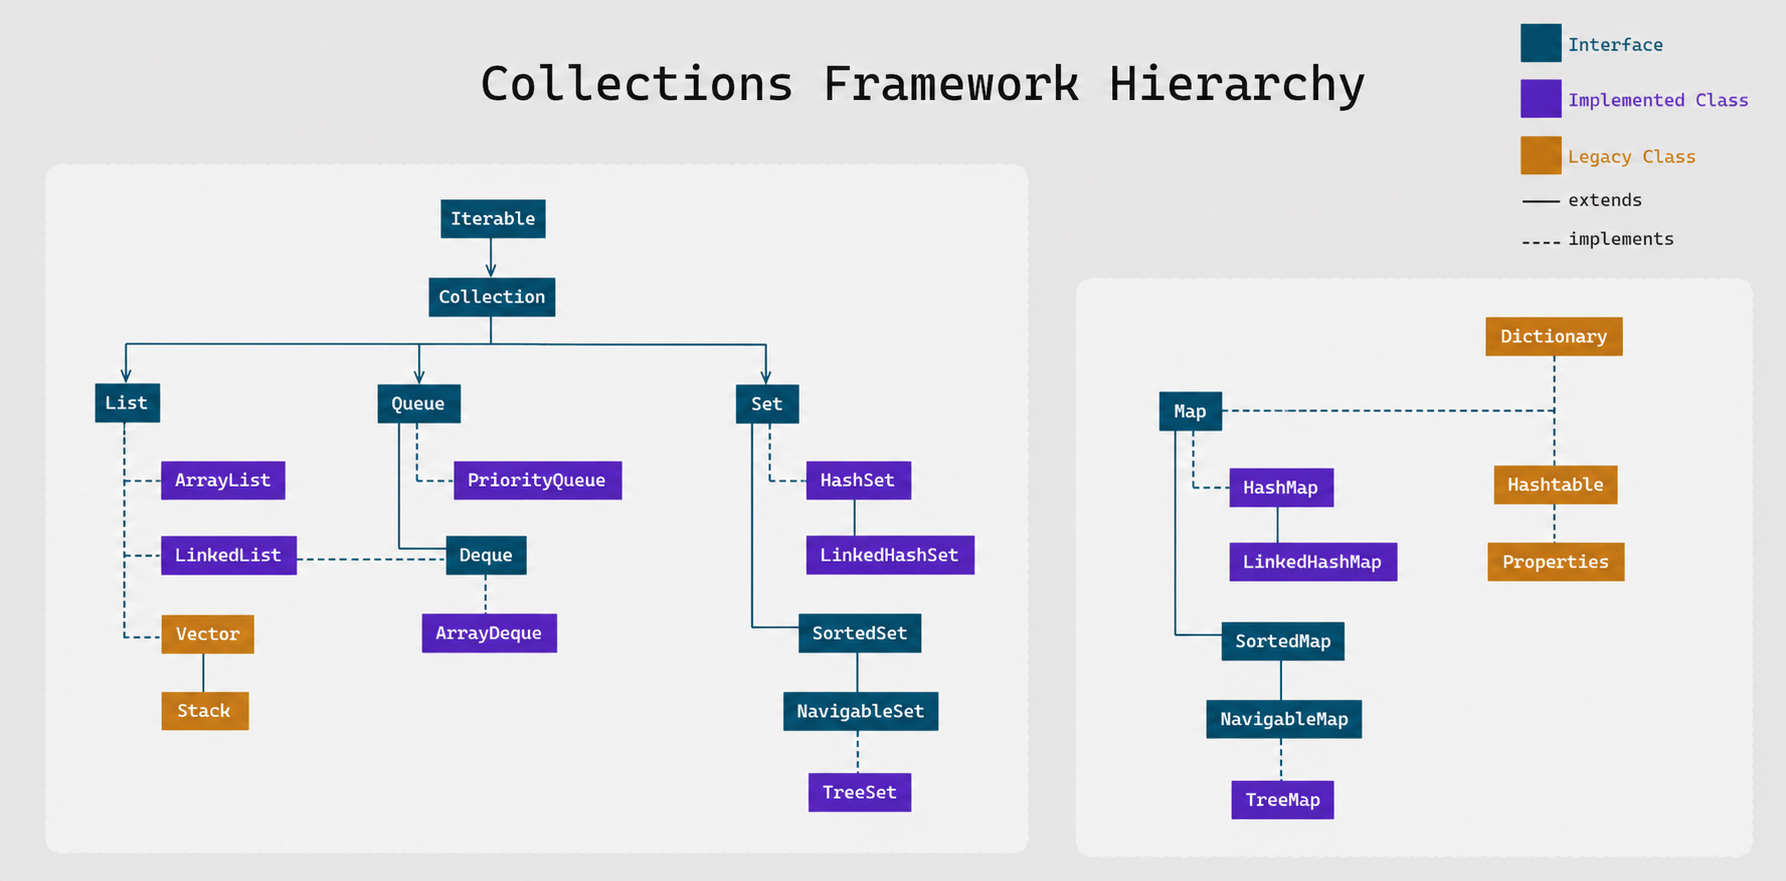 Collections Framework Hierarchy
Interface
Implemented Class
Legacy Class
extends
implements
Iterable
Collection
List
Queue
Set
ArrayList
PriorityQueue
HashSet
LinkedList
Deque
LinkedHashSet
Vector
ArrayDeque
SortedSet
Stack
NavigableSet
TreeSet
Dictionary
Map
HashMap
Hashtable
LinkedHashMap
Properties
SortedMap
NavigableMap
TreeMap